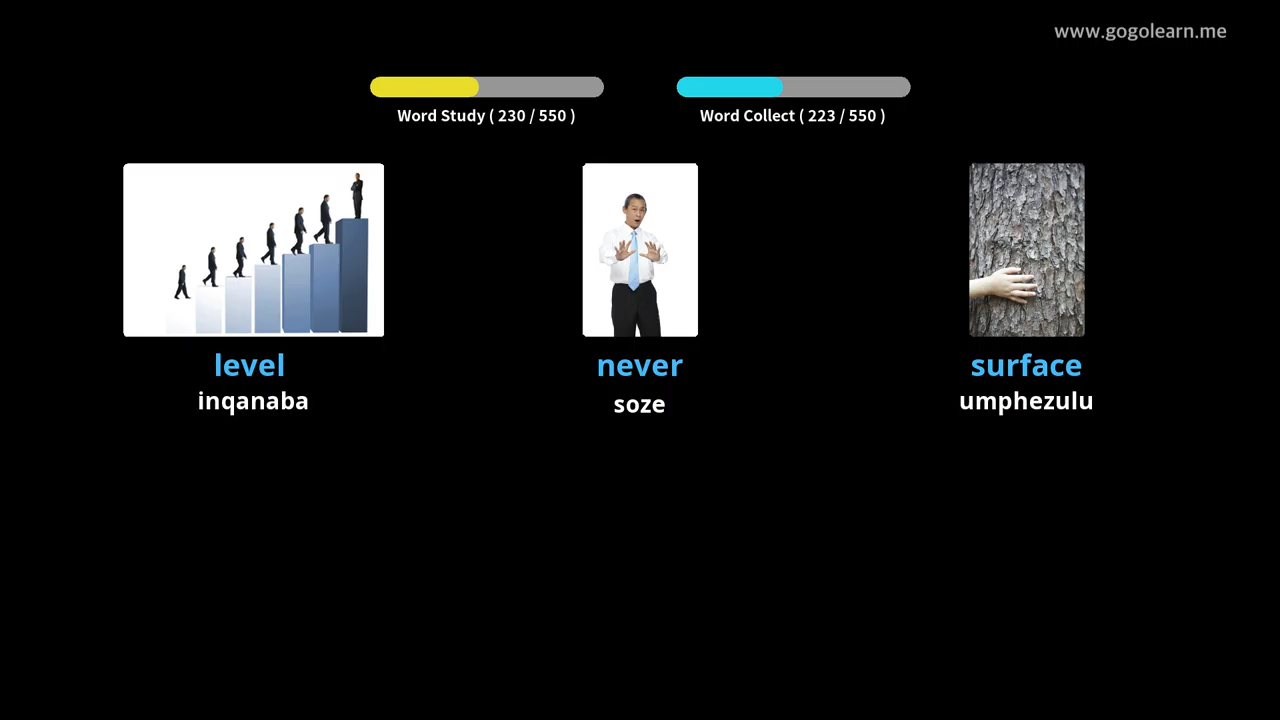 www.gogolearn.me
Word Study ( 230 / 550 )
Word Collect ( 223 / 550 )
level
inqanaba
never
soze
surface
umphezulu